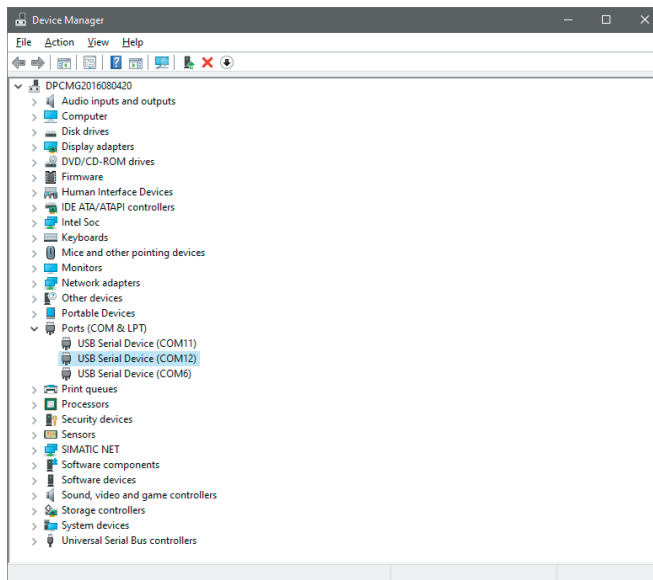 Device Manager
File Action View Help
DPCMG2016080420
Audio inputs and outputs
Computer
Disk drives
Display adapters
DVD/CD-ROM drives
Firmware
Human Interface Devices
IDE ATA/ATAPI controllers
Intel Soc
Keyboards
Mice and other pointing devices
Monitors
Network adapters
Other devices
Portable Devices
Ports (COM & LPT)
USB Serial Device (COM11)
USB Serial Device (COM12)
USB Serial Device (COM6)
Print queues
Processors
Security devices
Sensors
SIMATIC NET
Software components
Software devices
Sound, video and game controllers
Storage controllers
System devices
Universal Serial Bus controllers